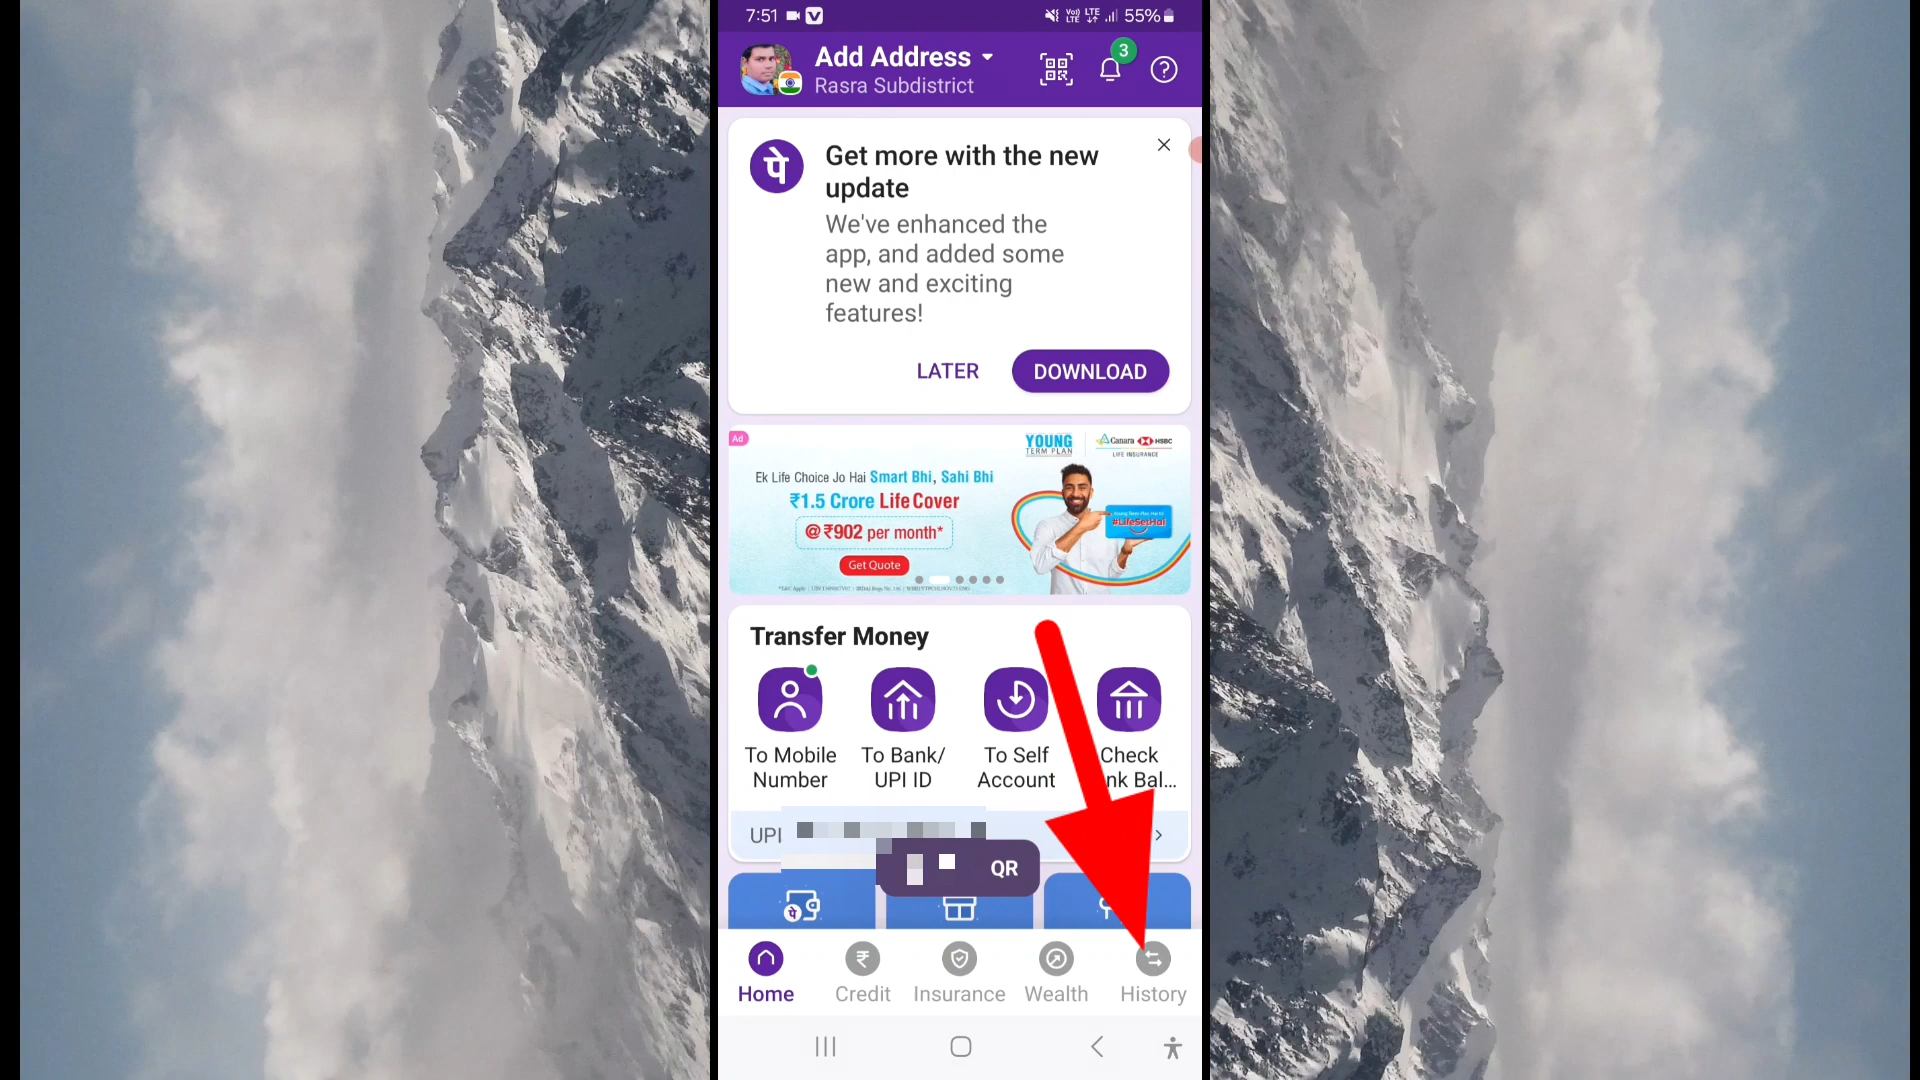 7:51
Vo) LTE LTE 55%
Add Address
Rasra Subdistrict
3
?
पे
Get more with the new
update
We've enhanced the
app, and added some
new and exciting
features!
LATER
DOWNLOAD
Ad
YOUNG
TERM PLAN
Canara HSBC
LIFE INSURANCE
Ek Life Choice Jo Hai Smart Bhi, Sahi Bhi
₹1.5 Crore Life Cover
@ ₹902 per month*
#LifeSetHai
Get Quote
Transfer Money
To Mobile
Number
To Bank/
UPI ID
To Self
Account
Check
nk Bal...
UPI
QR
पे
₹
Home
Credit
Insurance
Wealth
History